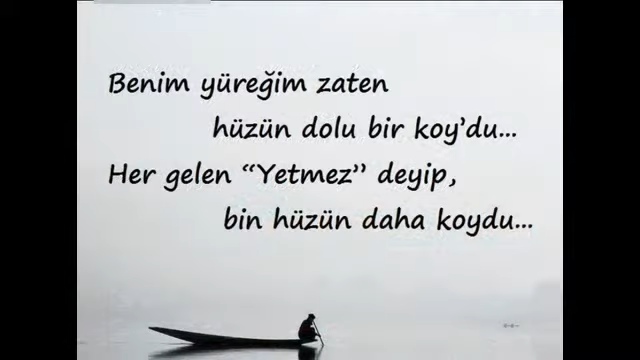 Benim yüreğim zaten
hüzün dolu bir koy'du...
Her gelen “Yetmez” deyip,
bin hüzün daha koydu...